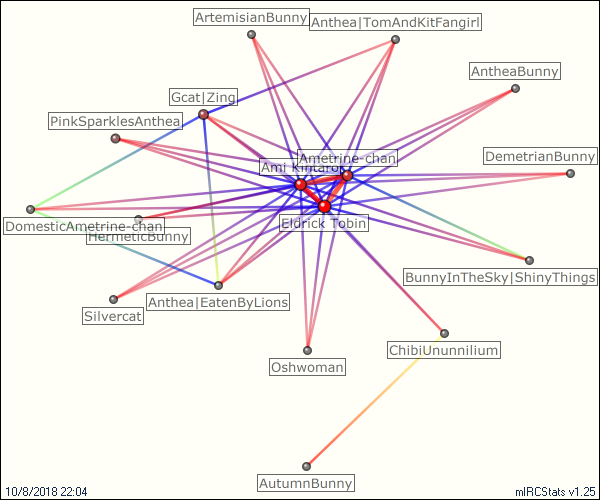 ArtemisianBunny
Anthea|TomAndKitFangirl
AntheaBunny
Gcat|Zing
PinkSparklesAnthea
Ametrine-chan
Ami Kintaro
DemetrianBunny
Eldrick Tobin
DomesticAmetrine-chan
HermeticBunny
BunnyInTheSky|ShinyThings
Anthea|EatenByLions
Silvercat
ChibiUnunnilium
Oshwoman
AutumnBunny
10/8/2018 22:04
mIRCStats v1.25